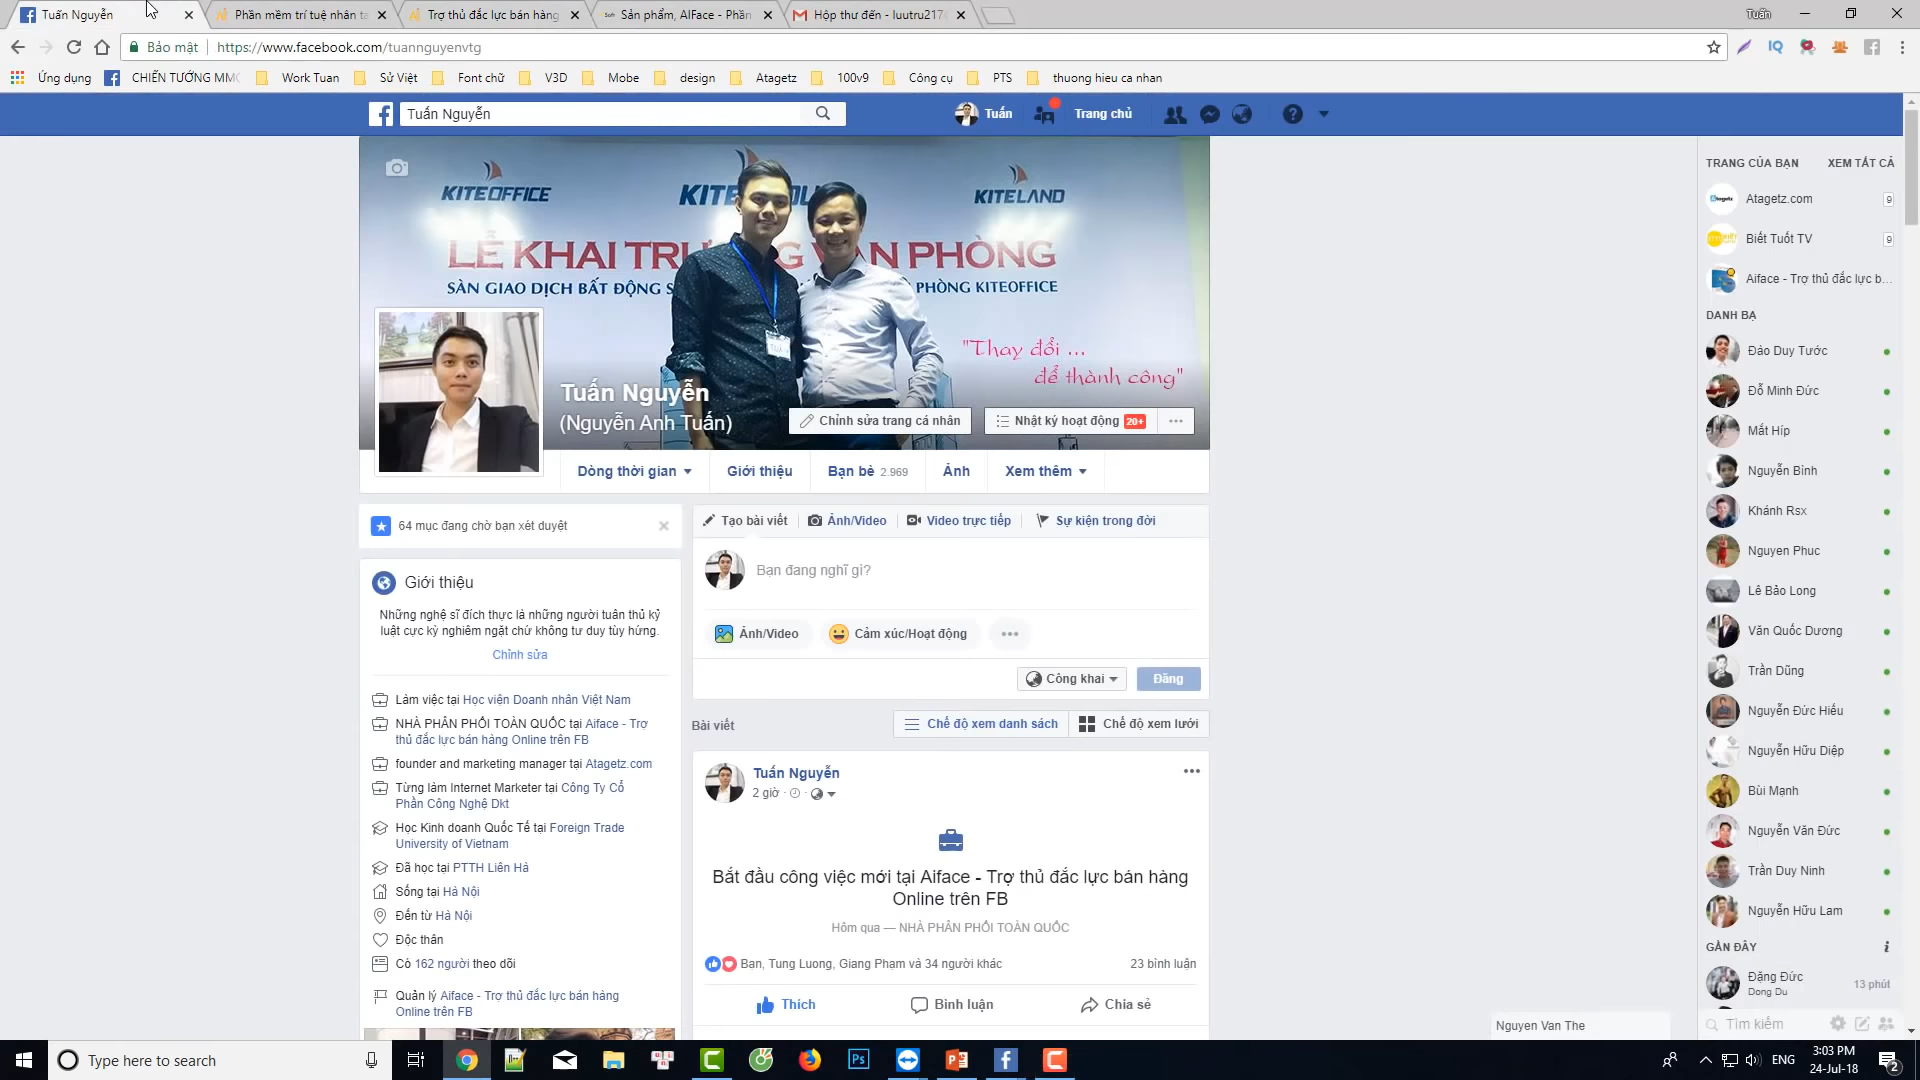 Tuấn Nguyễn
Phần mềm trí tuệ nhân tạ
Trợ thủ đắc lực bán hàng
Sản phẩm, AIFace - Phần
Hộp thư đến - luutru217
Tuấn
Bảo mật
https://www.facebook.com/tuannguyenvtg
Ứng dụng
CHIẾN TƯỚNG MMO
Work Tuan
Sử Việt
Font chữ
V3D
Mobe
design
Atagetz
100v9
Công cụ
PTS
thuong hieu ca nhan
Tuấn Nguyễn
Tuấn
Trang chủ
KITEOFFICE
KITELAND
"Thay đổi ...
để thành công"
Tuấn Nguyễn
(Nguyễn Anh Tuấn)
Chỉnh sửa trang cá nhân
Nhật ký hoạt động 20+
Dòng thời gian
Giới thiệu
Bạn bè 2.969
Ảnh
Xem thêm
64 mục đang chờ bạn xét duyệt
Giới thiệu
Những nghệ sĩ đích thực là những người tuân thủ kỷ
luật cực kỳ nghiêm ngặt chứ không tư duy tùy hứng.
Chỉnh sửa
Làm việc tại Học viện Doanh nhân Việt Nam
NHÀ PHÂN PHỐI TOÀN QUỐC tại Aiface - Trợ
thủ đắc lực bán hàng Online trên FB
founder and marketing manager tại Atagetz.com
Từng làm Internet Marketer tại Công Ty Cổ
Phần Công Nghệ Dkt
Học Kinh doanh Quốc Tế tại Foreign Trade
University of Vietnam
Đã học tại PTTH Liên Hà
Sống tại Hà Nội
Đến từ Hà Nội
Độc thân
Có 162 người theo dõi
Quản lý Aiface - Trợ thủ đắc lực bán hàng
Online trên FB
Tạo bài viết
Ảnh/Video
Video trực tiếp
Sự kiện trong đời
Bạn đang nghĩ gì?
Ảnh/Video
Cảm xúc/Hoạt động
Công khai
Đăng
Bài viết
Chế độ xem danh sách
Chế độ xem lưới
Tuấn Nguyễn
2 giờ
Bắt đầu công việc mới tại Aiface - Trợ thủ đắc lực bán hàng
Online trên FB
Hôm qua — NHÀ PHÂN PHỐI TOÀN QUỐC
Ban, Tung Luong, Giang Phạm và 34 người khác
23 bình luận
Thích
Bình luận
Chia sẻ
TRANG CỦA BẠN
XEM TẤT CẢ
Atagetz.com
9
Biết Tuốt TV
9
Aiface - Trợ thủ đắc lực b...
DANH BẠ
Đào Duy Tước
Đỗ Minh Đức
Mắt Híp
Nguyễn Bình
Khánh Rsx
Nguyen Phuc
Lê Bảo Long
Văn Quốc Dương
Trần Dũng
Nguyễn Đức Hiếu
Nguyễn Hữu Diệp
Bùi Mạnh
Nguyễn Văn Đức
Trần Duy Ninh
Nguyễn Hữu Lam
GẦN ĐÂY
Đặng Đức
Dong Du
13 phút
Tìm kiếm
Nguyen Van The
Type here to search
ENG
3:03 PM
24-Jul-18
2